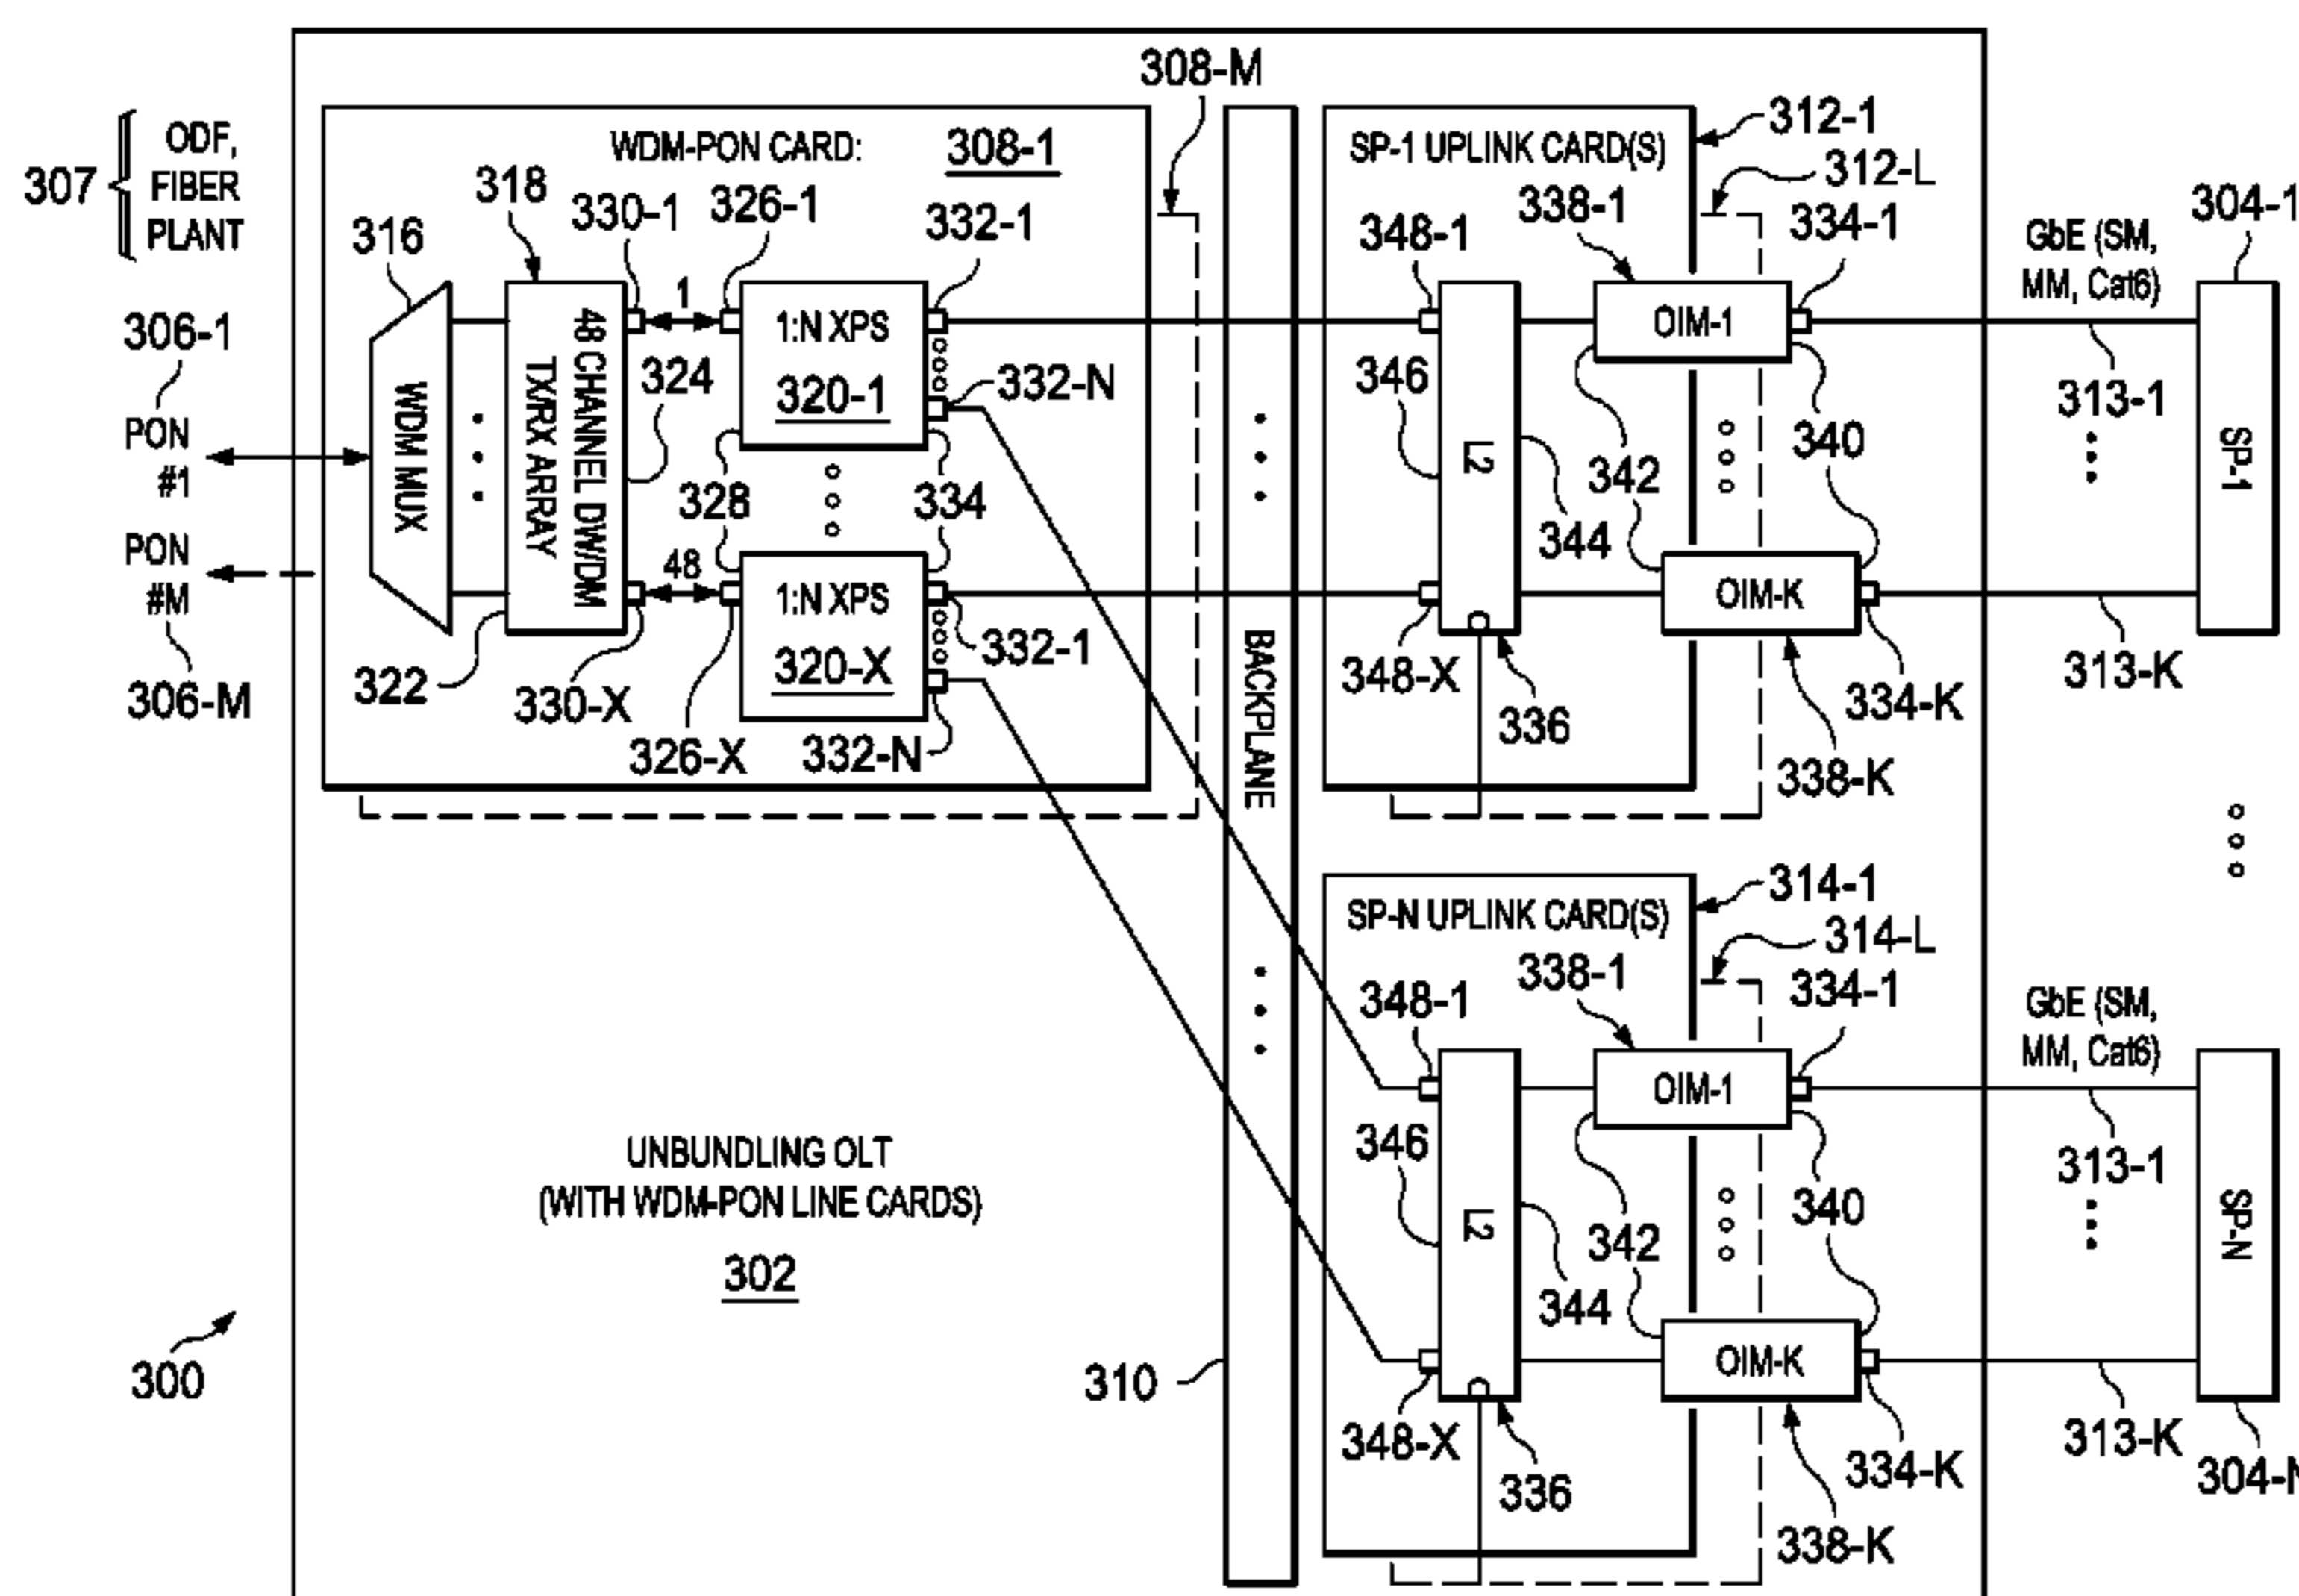 308-M
307
ODF,
FIBER
PLANT
WDM-PON CARD: 308-1
316
318
330-1
326-1
332-1
306-1
PON
#1
PON
#M
306-M
WDM MUX
48 CHANNEL DW/DM
TX/RX ARRAY
322
324
1
1:N XPS
320-1
332-N
328
334
48
1:N XPS
320-X
332-1
330-X
326-X
332-N
BACKPLANE
310
SP-1 UPLINK CARD(S)
312-1
312-L
338-1
334-1
348-1
OIM-1
346
L2
342
344
340
OIM-K
348-X
336
334-K
338-K
GbE (SM,
MM, Cat6)
304-1
313-1
SP-1
313-K
SP-N UPLINK CARD(S)
314-1
314-L
338-1
334-1
348-1
OIM-1
346
L2
342
344
340
OIM-K
348-X
336
334-K
338-K
GbE (SM,
MM, Cat6)
313-1
SP-N
313-K
304-N
UNBUNDLING OLT
(WITH WDM-PON LINE CARDS)
302
300